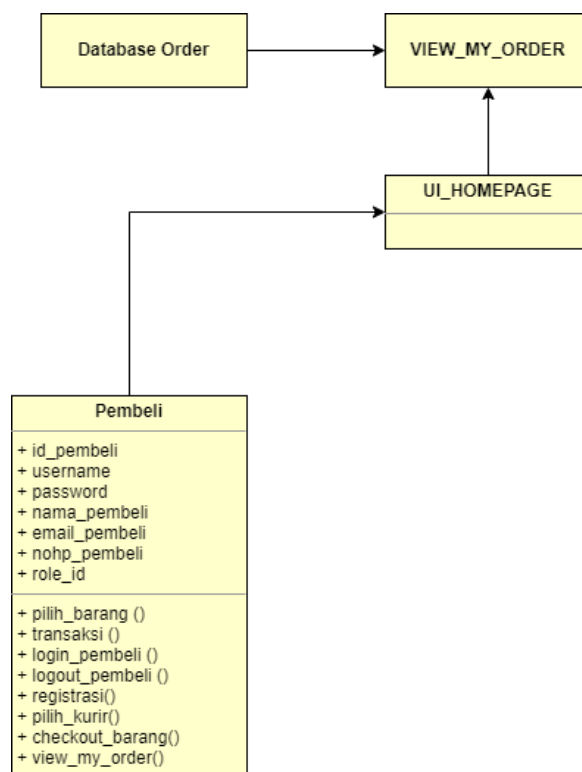 Database Order
VIEW_MY_ORDER
UI_HOMEPAGE
Pembeli
+ id_pembeli
+ username
+ password
+ nama_pembeli
+ email_pembeli
+ nohp_pembeli
+ role_id
+ pilih_barang ()
+ transaksi ()
+ login_pembeli ()
+ logout_pembeli ()
+ registrasi()
+ pilih_kurir()
+ checkout_barang()
+ view_my_order()